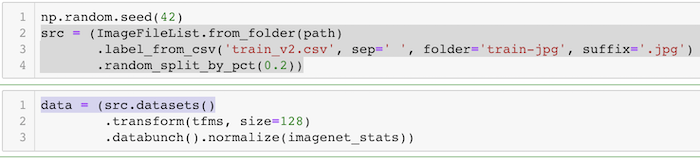 1 np.random.seed(42)
2 src = (ImageFileList.from_folder(path)
3 .label_from_csv('train_v2.csv', sep=' ', folder='train-jpg', suffix='.jpg')
4 .random_split_by_pct(0.2))
1 data = (src.datasets()
2 .transform(tfms, size=128)
3 .databunch().normalize(imagenet_stats))